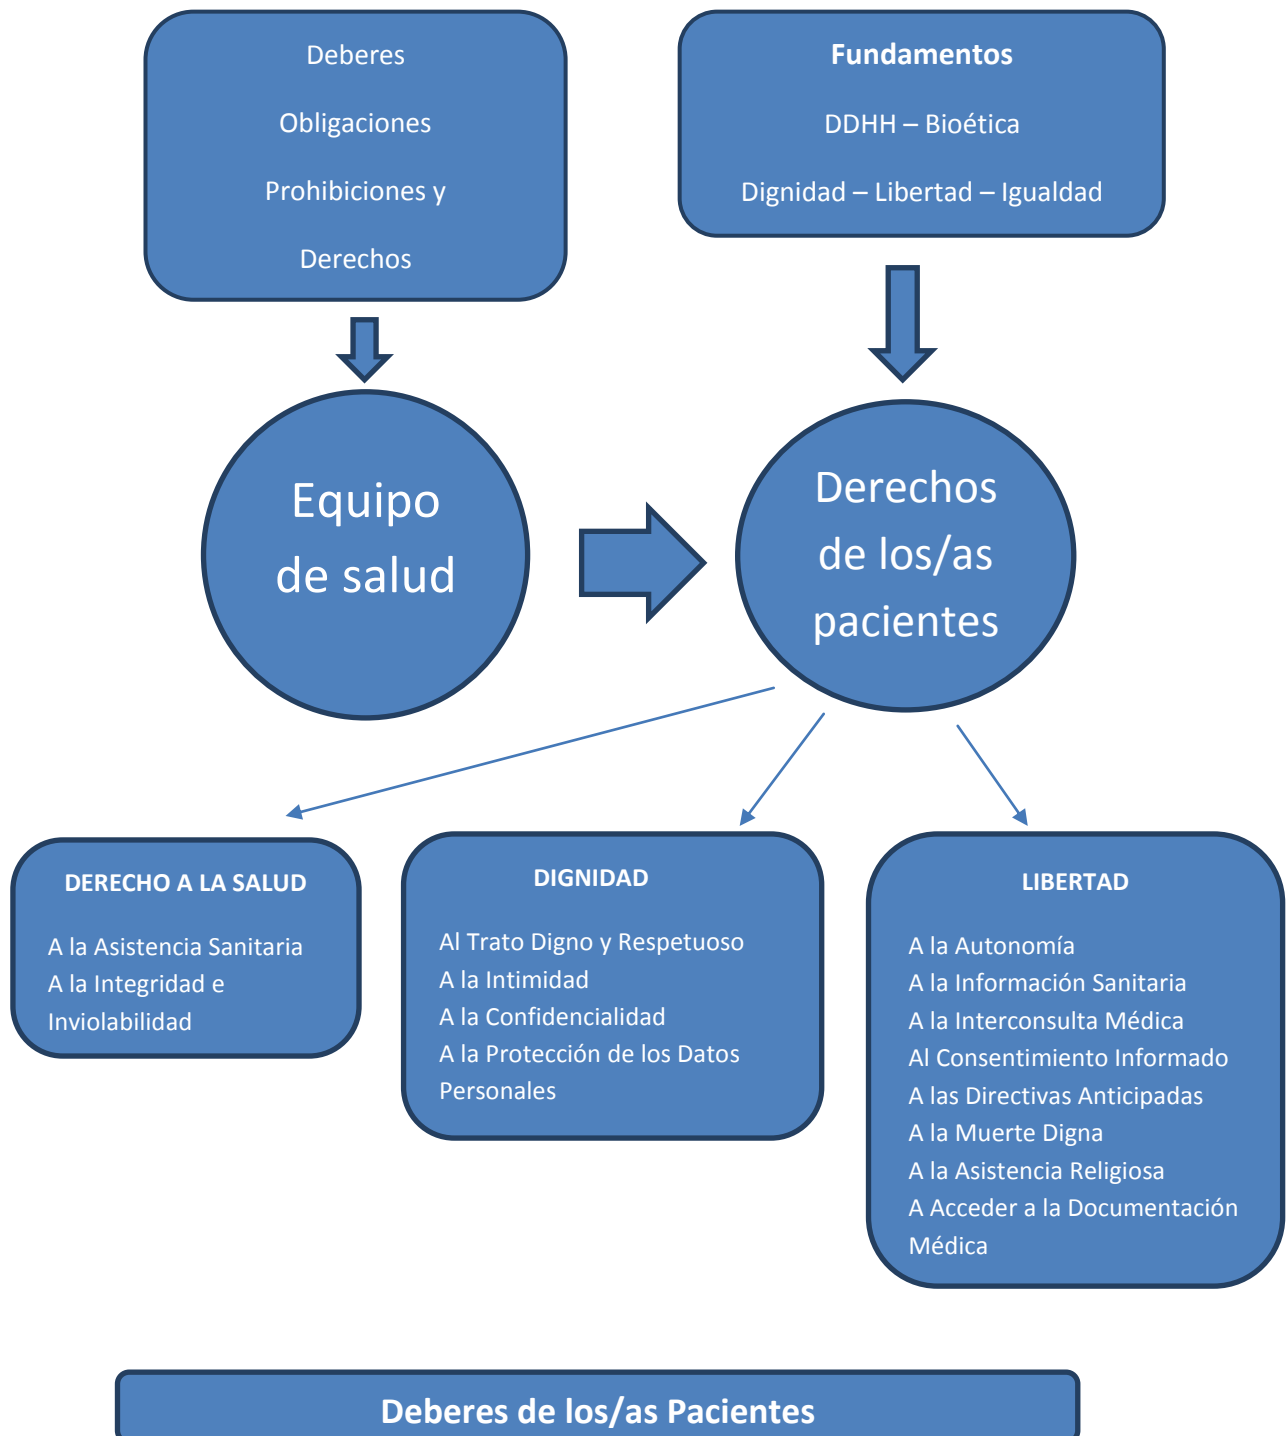 Deberes
Obligaciones
Prohibiciones y
Derechos
Fundamentos
DDHH – Bioética
Dignidad – Libertad – Igualdad
Equipo
de salud
Derechos
de los/as
pacientes
DERECHO A LA SALUD
A la Asistencia Sanitaria
A la Integridad e
Inviolabilidad
DIGNIDAD
Al Trato Digno y Respetuoso
A la Intimidad
A la Confidencialidad
A la Protección de los Datos
Personales
LIBERTAD
A la Autonomía
A la Información Sanitaria
A la Interconsulta Médica
Al Consentimiento Informado
A las Directivas Anticipadas
A la Muerte Digna
A la Asistencia Religiosa
A Acceder a la Documentación
Médica
Deberes de los/as Pacientes